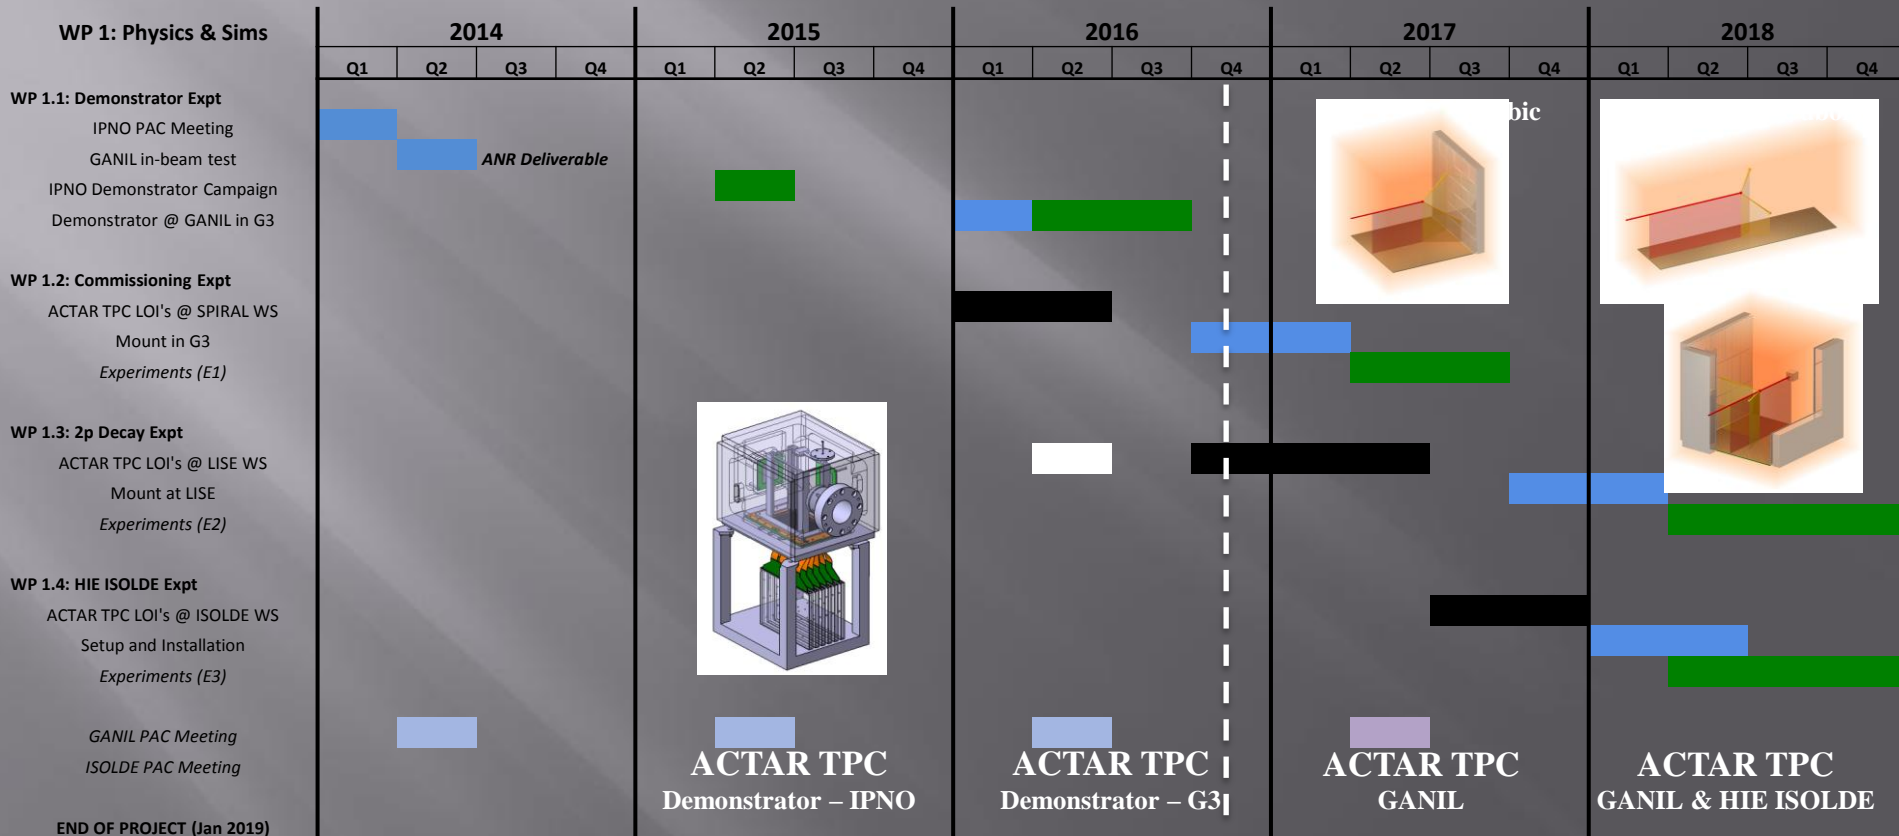 WP 1: Physics & Sims
2014 2015 2016 2017 2018
Q1 Q2 Q3 Q4 Q1 Q2 Q3 Q4 Q1 Q2 Q3 Q4 Q1 Q2 Q3 Q4 Q1 Q2 Q3 Q4
WP 1.1: Demonstrator Expt
bic
IPNO PAC Meeting
GANIL in-beam test ANR Deliverable
IPNO Demonstrator Campaign
Demonstrator @ GANIL in G3
WP 1.2: Commissioning Expt
ACTAR TPC LOI's @ SPIRAL WS
Mount in G3
Experiments (E1)
WP 1.3: 2p Decay Expt
ACTAR TPC LOI's @ LISE WS
Mount at LISE
Experiments (E2)
WP 1.4: HIE ISOLDE Expt
ACTAR TPC LOI's @ ISOLDE WS
Setup and Installation
Experiments (E3)
GANIL PAC Meeting
ISOLDE PAC Meeting
ACTAR TPC
Demonstrator – IPNO
ACTAR TPC
Demonstrator – G3
ACTAR TPC
GANIL
ACTAR TPC
GANIL & HIE ISOLDE
END OF PROJECT (Jan 2019)